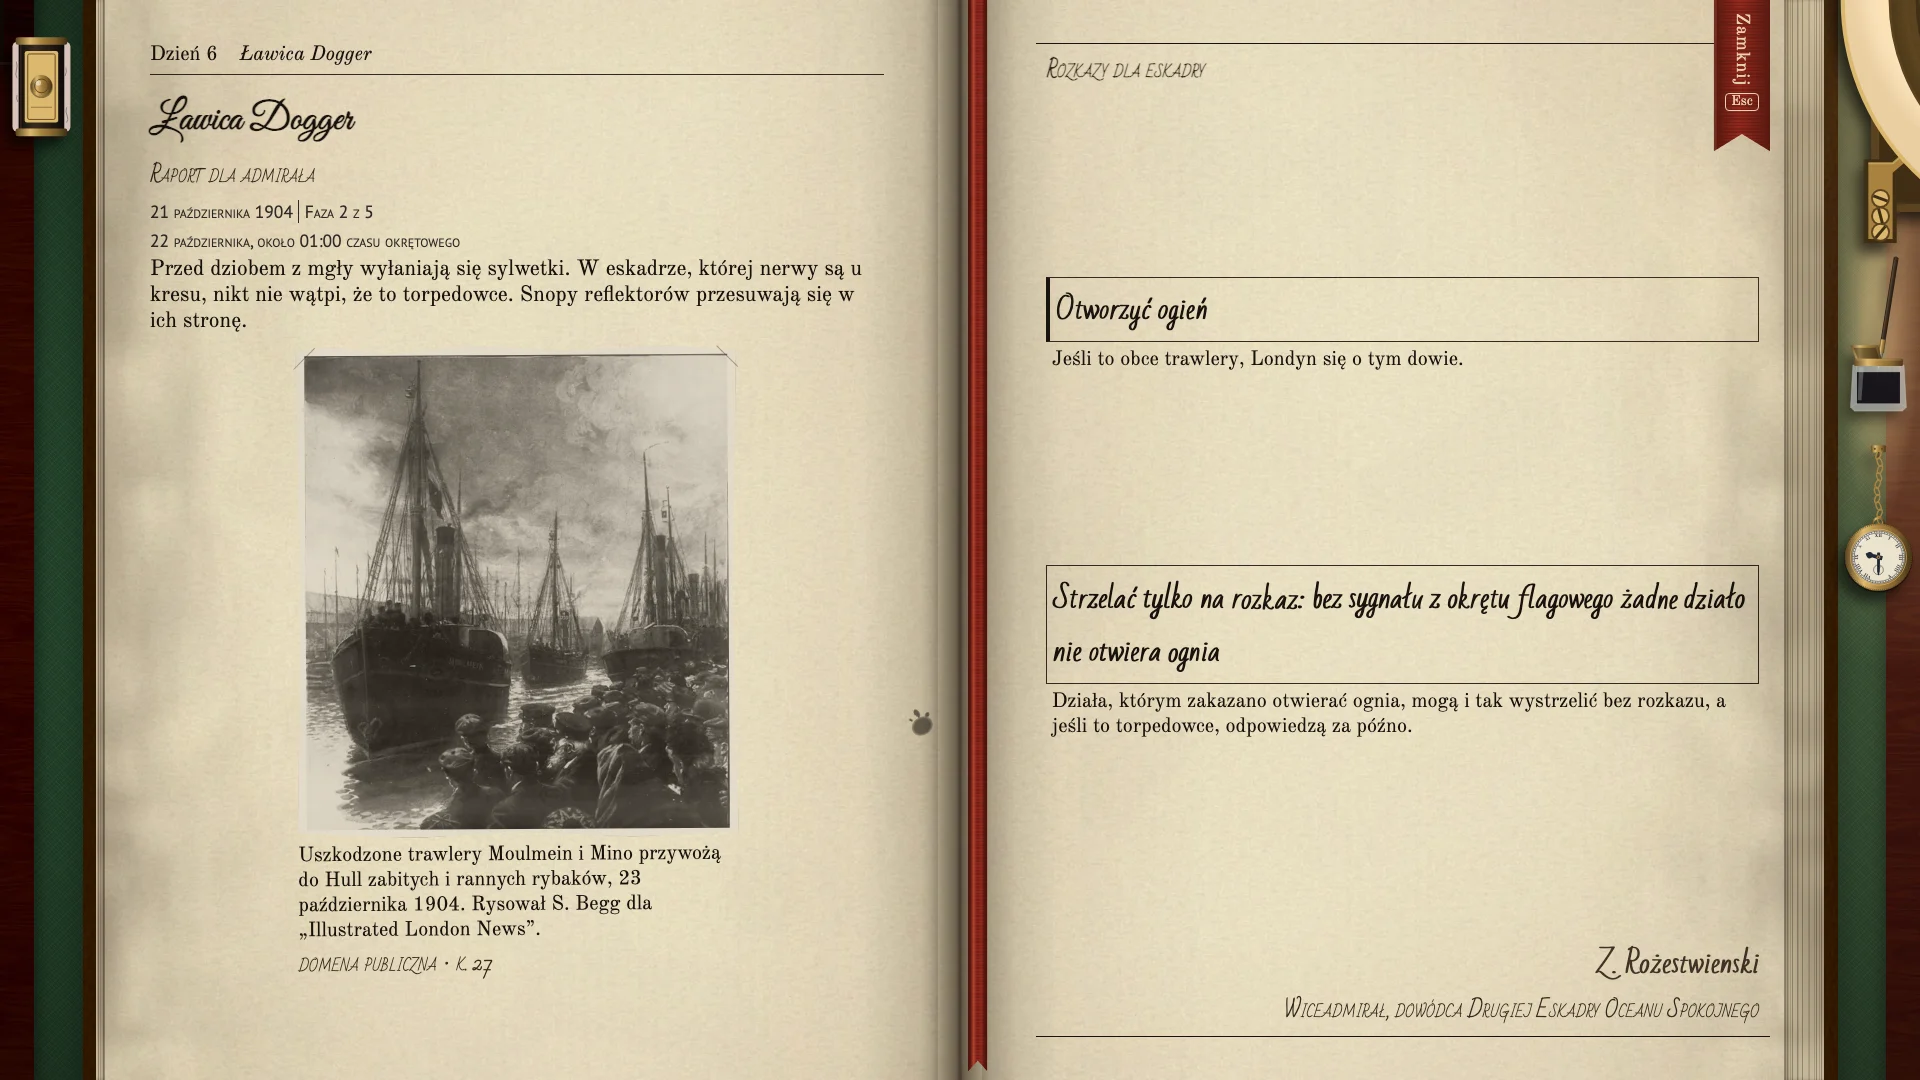 Dzień 6 Ławica Dogger
Ławica Dogger
Raport dla admirała
21 października 1904 | Faza 2 z 5
22 października, około 01:00 czasu okrętowego
Przed dziobem z mgły wyłaniają się sylwetki. W eskadrze, której nerwy są u
kresu, nikt nie wątpi, że to torpedowce. Snopy reflektorów przesuwają się w
ich stronę.
Uszkodzone trawlery Moulmein i Mino przywożą
do Hull zabitych i rannych rybaków, 23
października 1904. Rysował S. Begg dla
„Illustrated London News”.
domena publiczna · k. 27
Rozkazy dla eskadry
Zamknij
Esc
Otworzyć ogień
Jeśli to obce trawlery, Londyn się o tym dowie.
Strzelać tylko na rozkaz: bez sygnału z okrętu flagowego żadne działo
nie otwiera ognia
Działa, którym zakazano otwierać ognia, mogą i tak wystrzelić bez rozkazu, a
jeśli to torpedowce, odpowiedzą za późno.
Z. Rożestwienski
Wiceadmirał, dowódca Drugiej Eskadry Oceanu Spokojnego